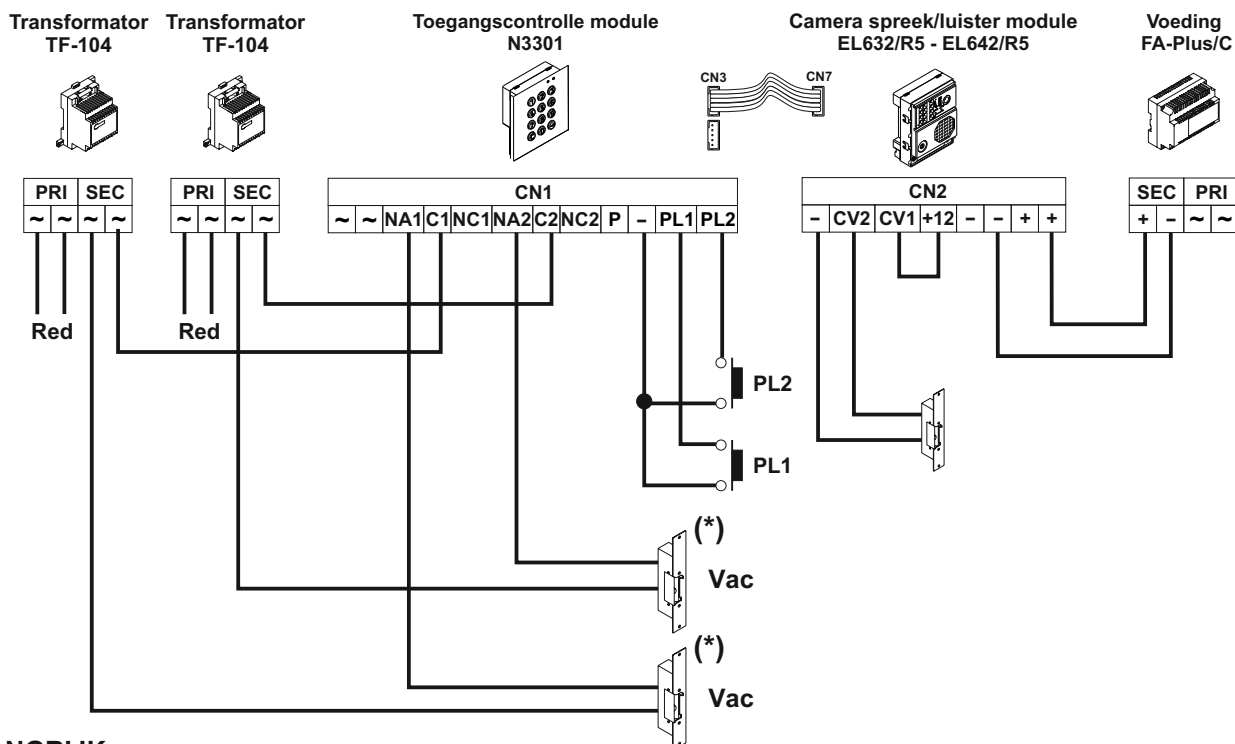 Transformator Transformator Toegangscontrolle module Camera spreek/luister module Voeding
TF-104 TF-104 N3301 EL632/R5 - EL642/R5 FA-Plus/C
CN3 CN7
PRI SEC PRI SEC CN1 CN2 SEC PRI
~ ~ ~ ~ ~ ~ ~ ~ ~ ~ NA1 C1 NC1 NA2 C2 NC2 P – PL1 PL2 – CV2 CV1 +12 – – + + + – ~ ~
Red Red
PL2
PL1
(*)
Vac
(*)
Vac